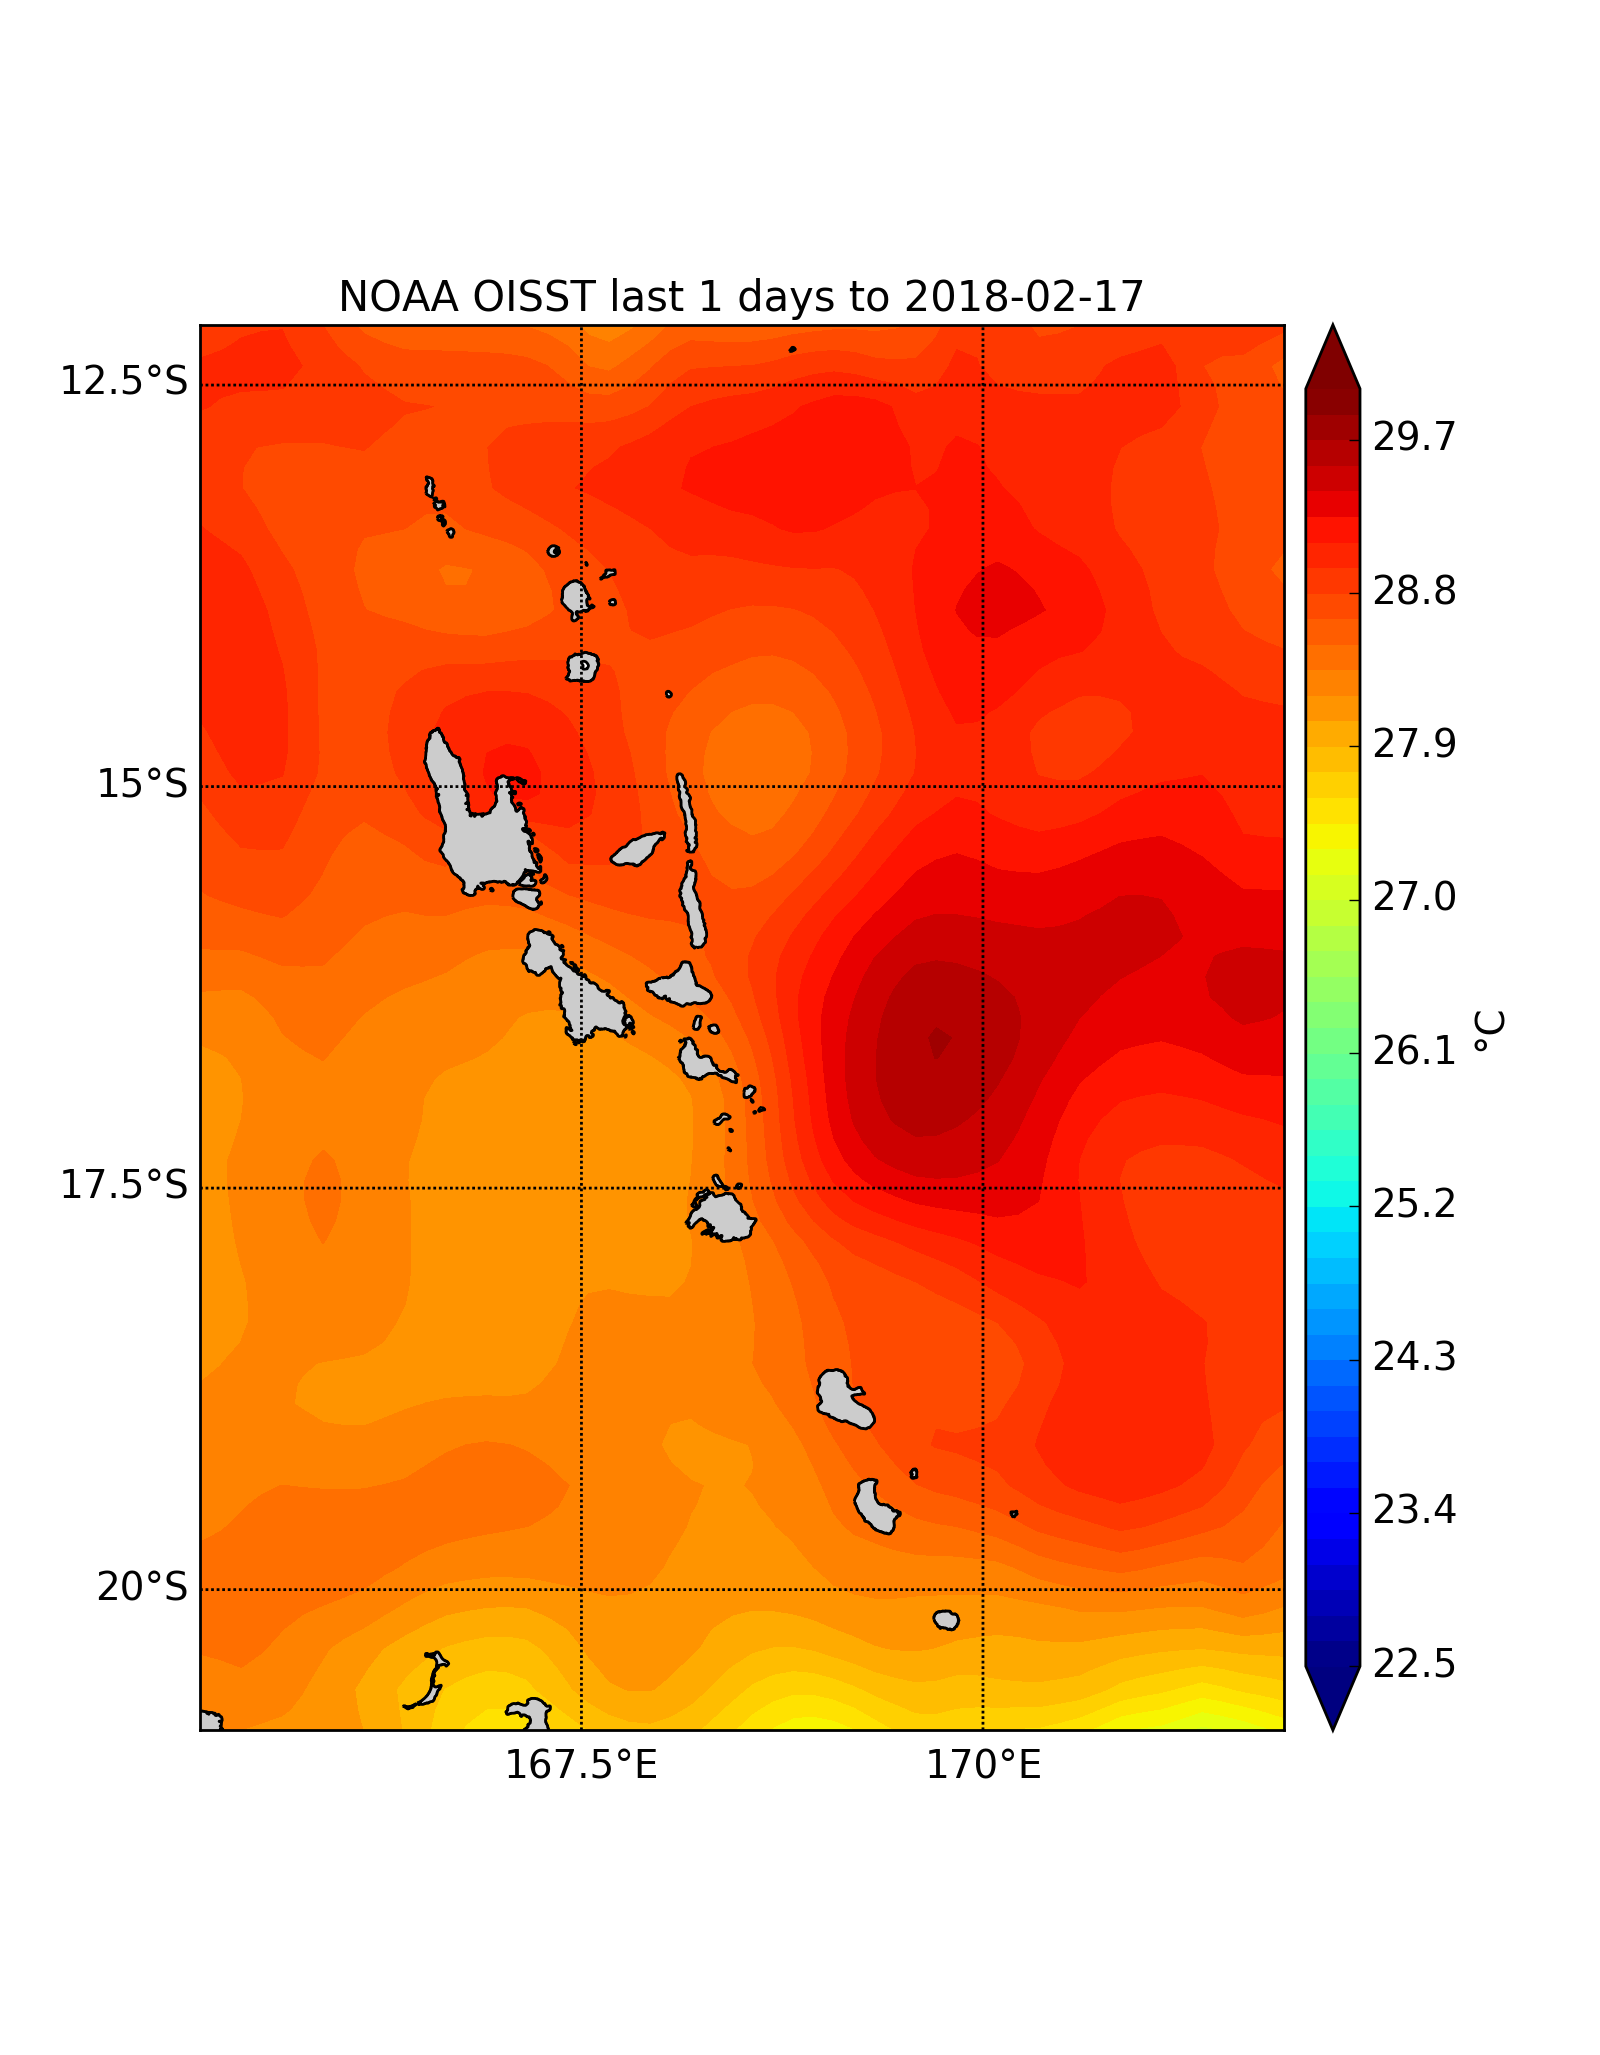 NOAA OISST last 1 days to 2018-02-17
12.5°S
15°S
17.5°S
20°S
167.5°E
170°E
29.7
28.8
27.9
27.0
26.1
25.2
24.3
23.4
22.5
°C